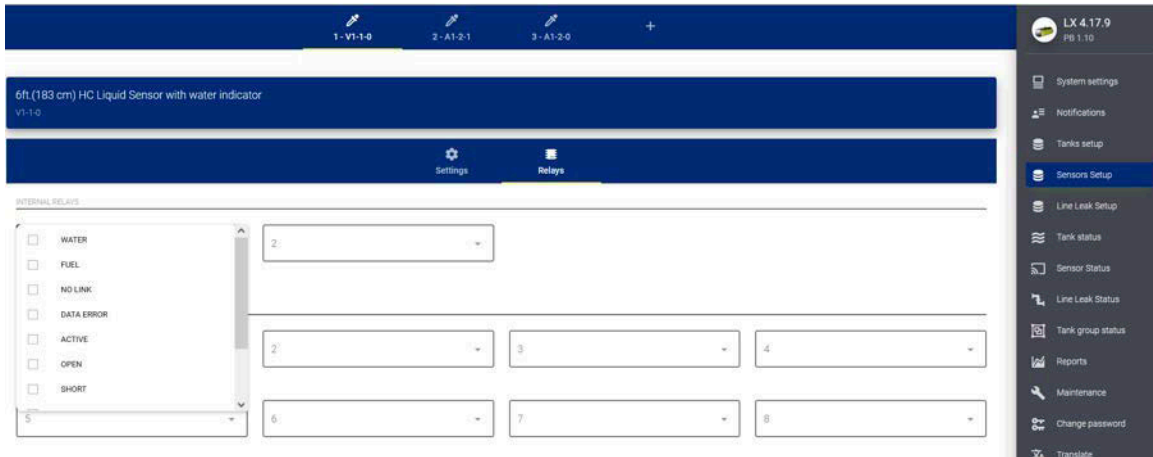 1 - V1-1-0
2 - A1-2-1
3 - A1-2-0
+
LX 4.17.9
PB 1.10
6ft.(183 cm) HC Liquid Sensor with water indicator
V1-1-0
Settings
Relays
INTERNAL RELAYS
WATER
FUEL
NO LINK
DATA ERROR
ACTIVE
OPEN
SHORT
2
2
3
4
5
6
7
8
System settings
Notifications
Tanks setup
Sensors Setup
Line Leak Setup
Tank status
Sensor Status
Line Leak Status
Tank group status
Reports
Maintenance
Change password
Translate